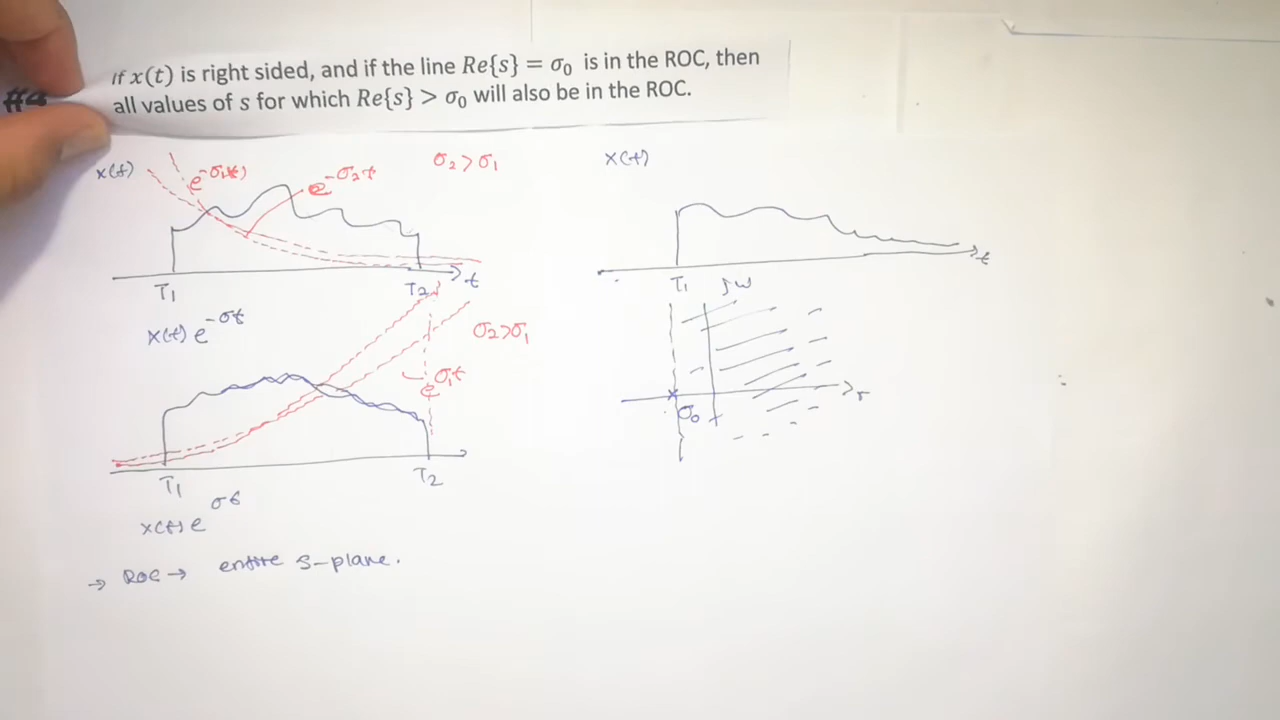 #4
If x(t) is right sided, and if the line Re{s} = σ₀ is in the ROC, then
all values of s for which Re{s} > σ₀ will also be in the ROC.
x(t)
e^-σ₁t)
e^-σ₂t
σ₂ > σ₁
T₁
T₂
t
x(t) e^-σt
σ₂>σ₁
e^σ₁t
T₁
T₂
x(t) e^σt
→ ROC → entire s-plane.
x(t)
T₁
t
jω
σ₀
σ